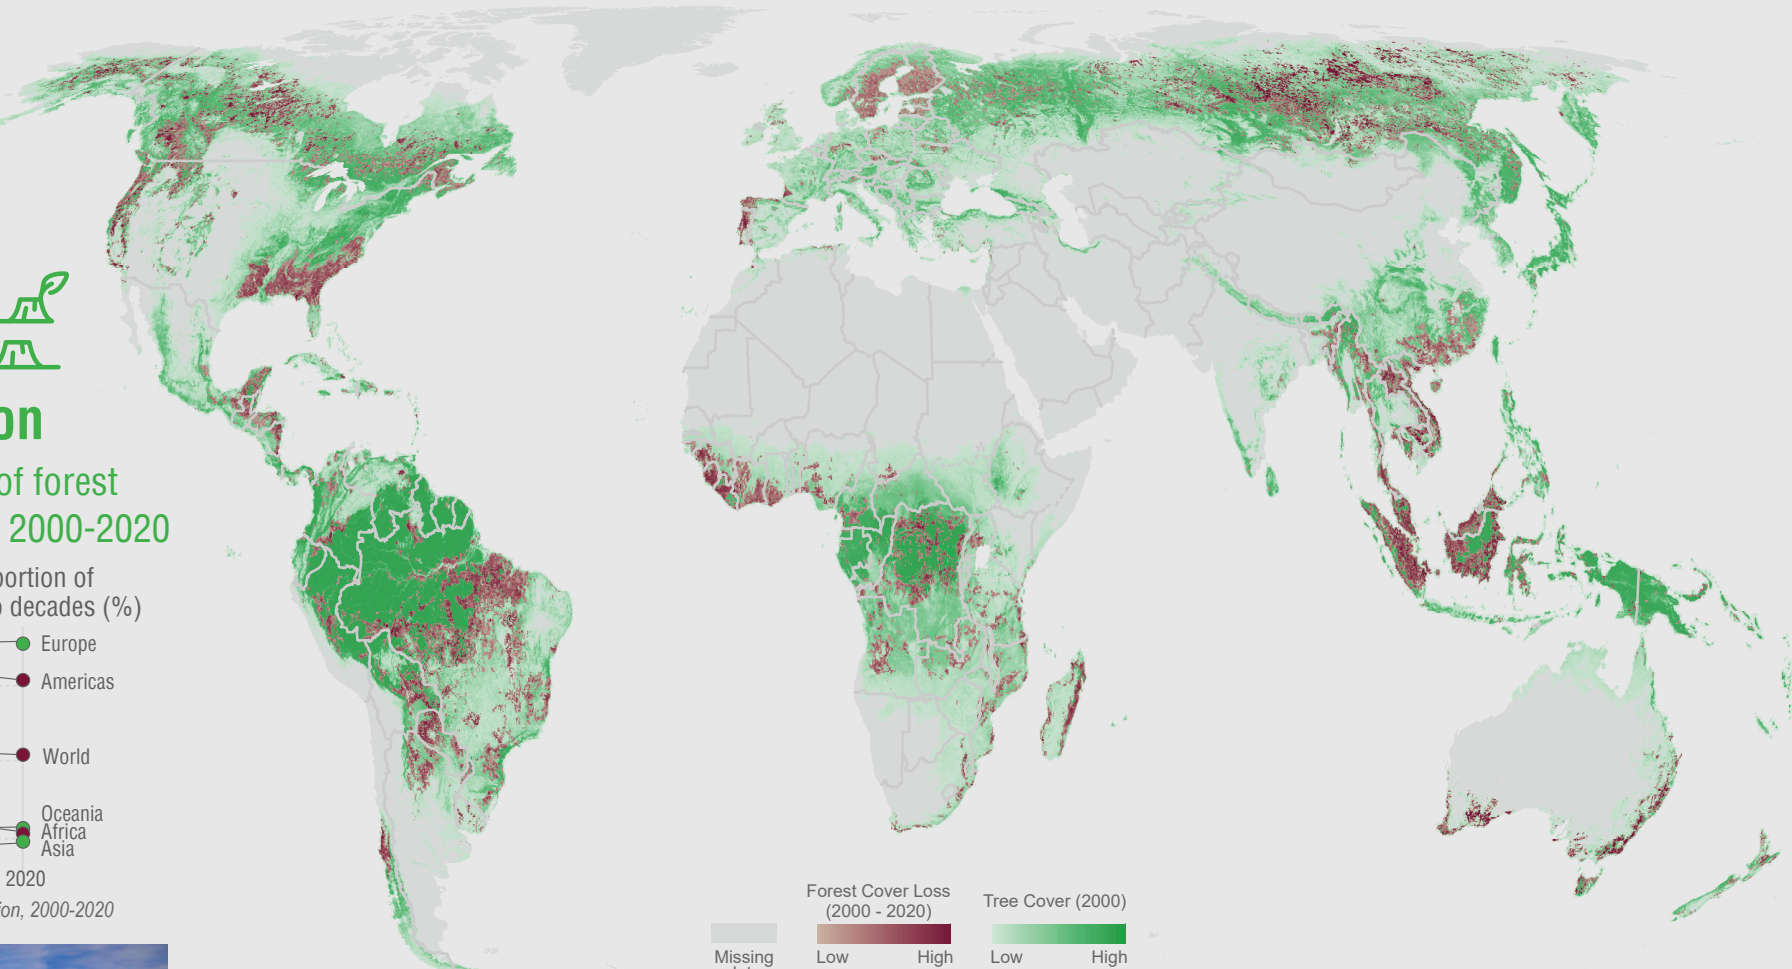 on
of forest
2000-2020
portion of
decades (%)
Europe
Americas
World
Oceania
Africa
Asia
2020
ion, 2000-2020
Forest Cover Loss
(2000 - 2020)
Tree Cover (2000)
Missing
Low
High
Low
High